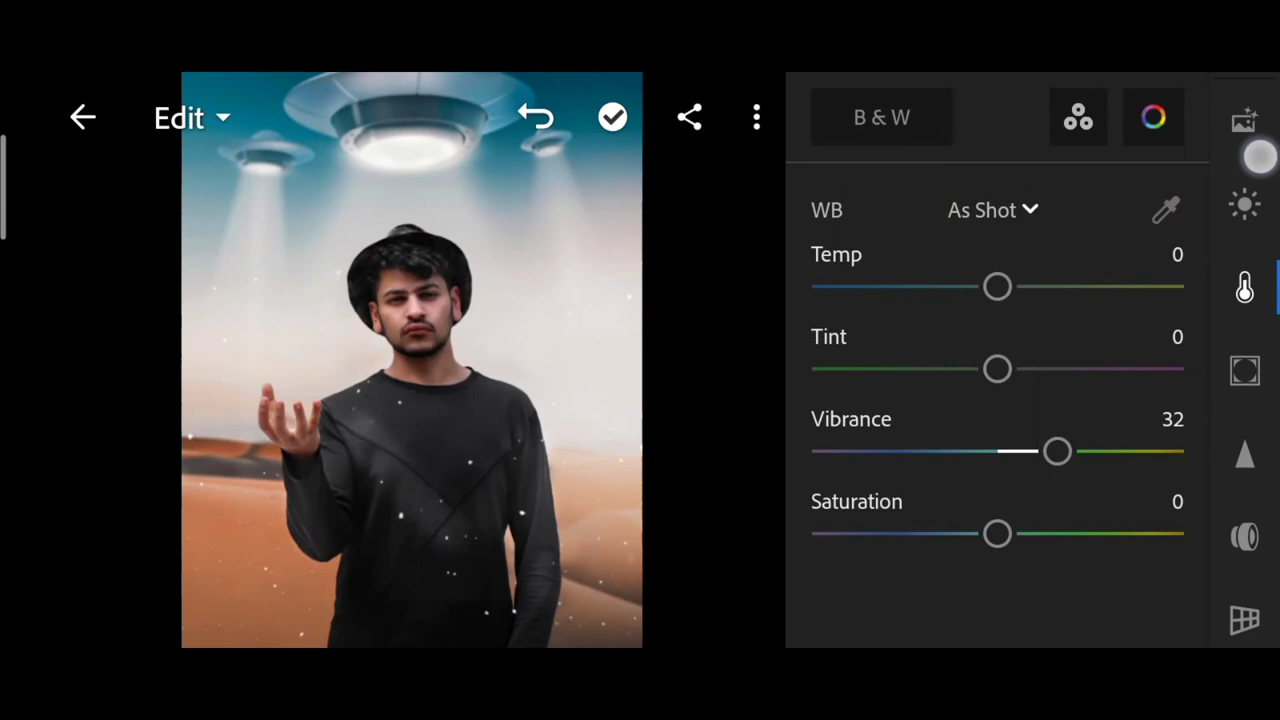 Edit
B & W
WB As Shot
Temp 0
Tint 0
Vibrance 32
Saturation 0